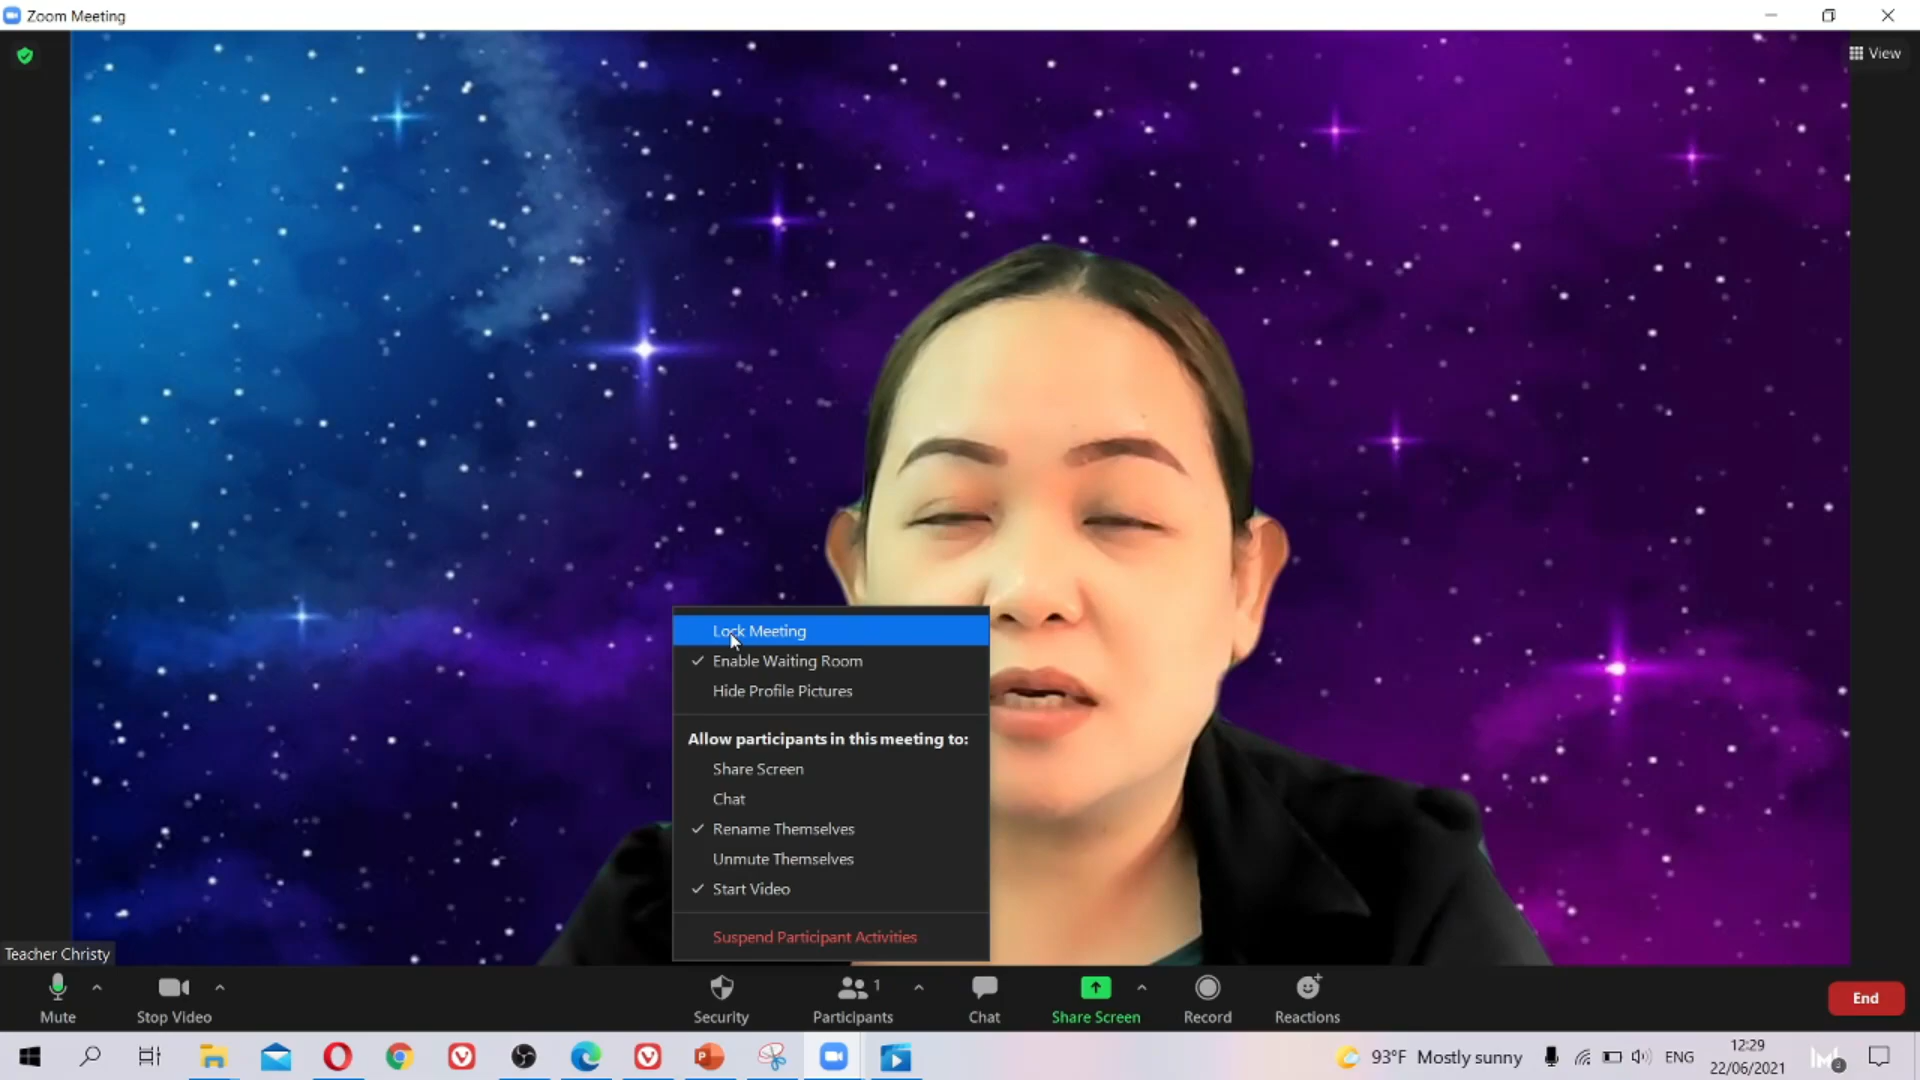 Zoom Meeting
View
Lock Meeting
Enable Waiting Room
Hide Profile Pictures
Allow participants in this meeting to:
Share Screen
Chat
Rename Themselves
Unmute Themselves
Start Video
Suspend Participant Activities
Teacher Christy
1
Mute
Stop Video
Security
Participants
Chat
Share Screen
Record
Reactions
End
93°F Mostly sunny
ENG
12:29
22/06/2021